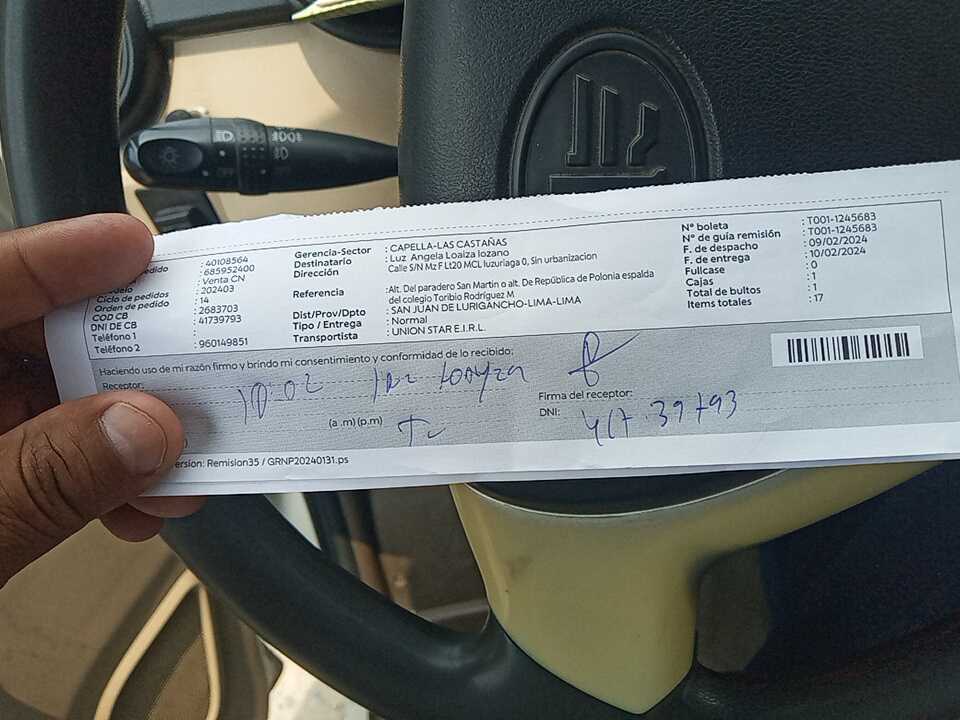 pedido : 40108564
: 685952400
: Venta CN
Ciclo de pedidos : 202403
Orden de pedido : 14
COD CB : 2683703
DNI DE CB : 41739793
Teléfono 1
Teléfono 2 : 960149851
Gerencia-Sector : CAPELLA-LAS CASTAÑAS
Destinatario : Luz Angela Loaiza lozano
Dirección : Calle S/N Mz F Lt20 MCL luzuriaga 0, Sin urbanizacion
Referencia : Alt. Del paradero San Martin o alt. De República de Polonia espalda
del colegio Toribio Rodríguez M
Dist/Prov/Dpto : SAN JUAN DE LURIGANCHO-LIMA-LIMA
Tipo / Entrega : Normal
Transportista : UNION STAR E.I.R.L.
N° boleta : T001-1245683
N° de guía remisión : T001-1245683
F. de despacho : 09/02/2024
F. de entrega : 10/02/2024
Fullcase : 0
Cajas : 1
Total de bultos : 1
Items totales : 17
Haciendo uso de mi razón firmo y brindo mi consentimiento y conformidad de lo recibido:
Receptor:
(a .m) (p.m)
Firma del receptor:
DNI: 41739793
ersion: Remision35 / GRNP20240131.ps